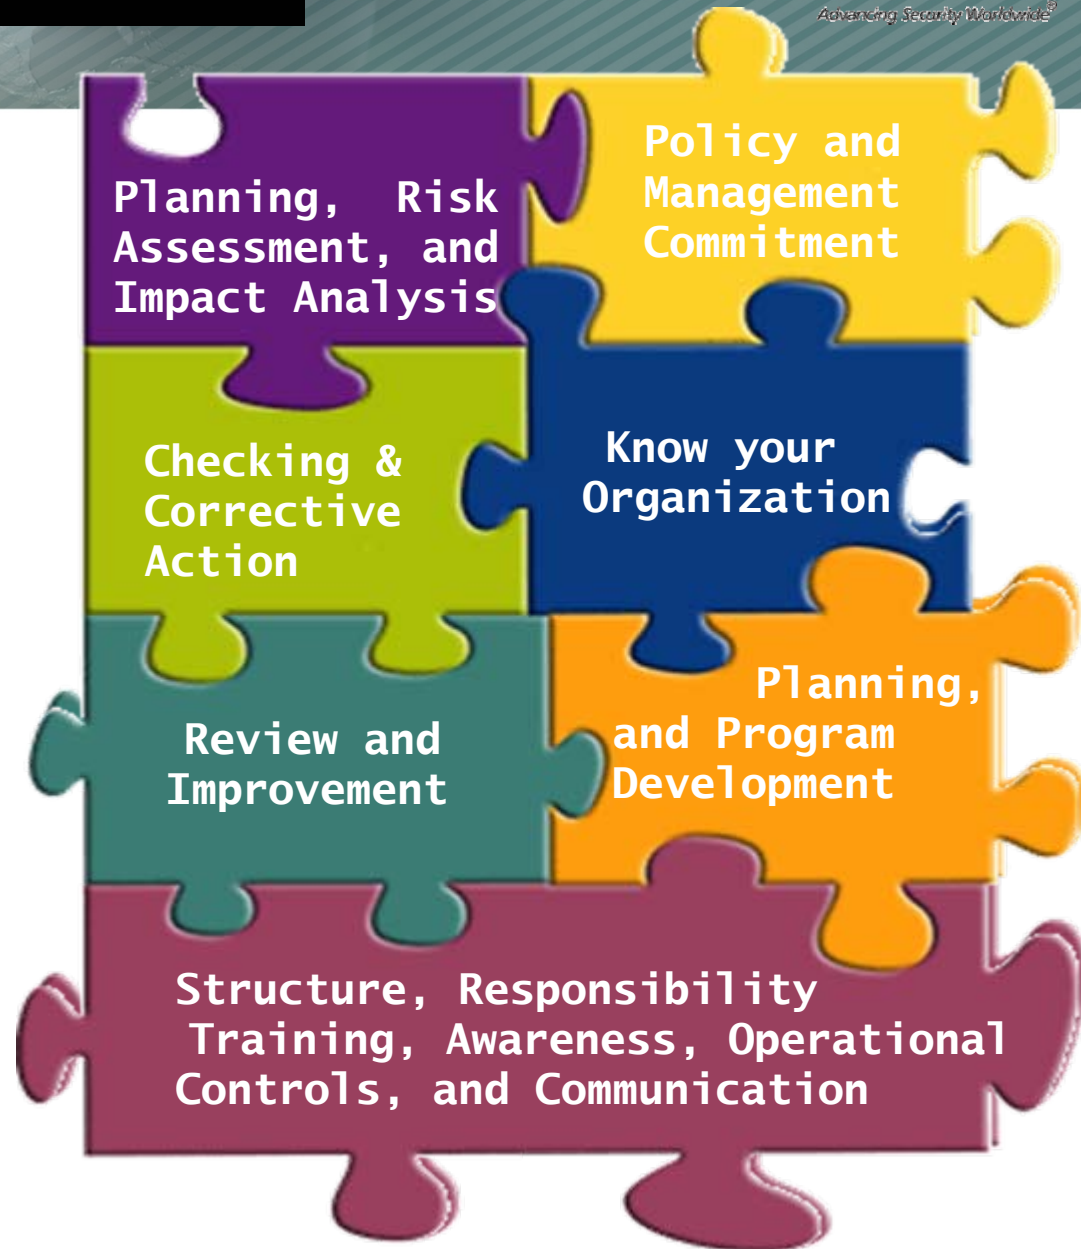 Advancing Security Worldwide®
Planning, Risk
Assessment, and
Impact Analysis
Policy and
Management
Commitment
Checking &
Corrective
Action
Know your
Organization
Review and
Improvement
Planning,
and Program
Development
Structure, Responsibility
Training, Awareness, Operational
Controls, and Communication